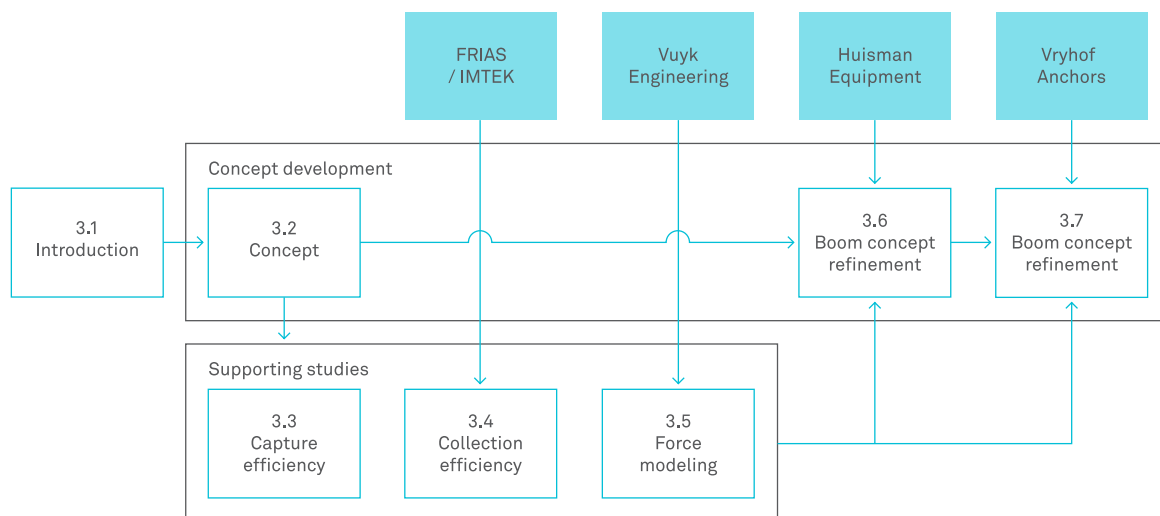 FRIAS
/ IMTEK
Vuyk
Engineering
Huisman
Equipment
Vryhof
Anchors
Concept development
3.1
Introduction
3.2
Concept
3.6
Boom concept
refinement
3.7
Boom concept
refinement
Supporting studies
3.3
Capture
efficiency
3.4
Collection
efficiency
3.5
Force
modeling